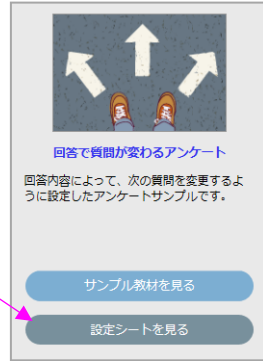 回答で質問が変わるアンケート
回答内容によって、次の質問を変更するよ
うに設定したアンケートサンプルです。
サンプル教材を見る
設定シートを見る